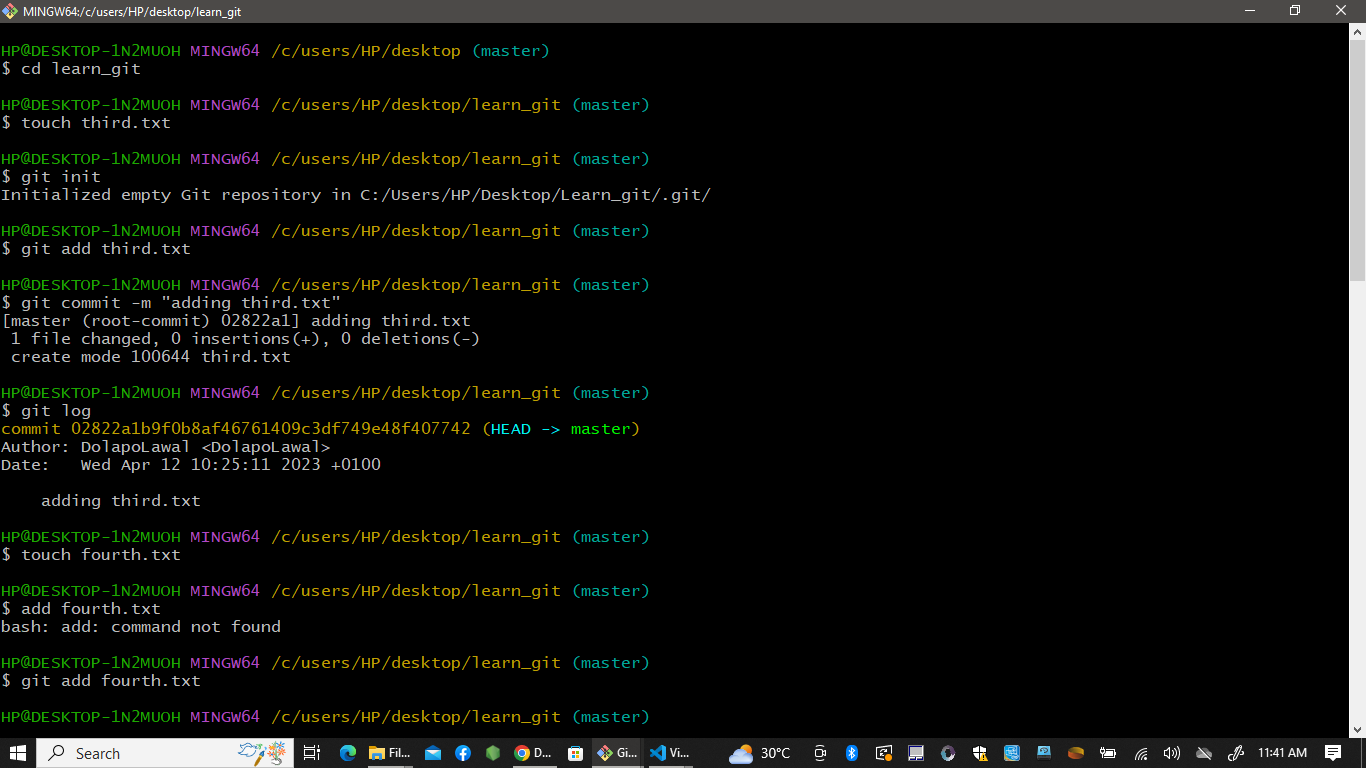 MINGW64:/c/users/HP/desktop/learn_git
HP@DESKTOP-1N2MUOH MINGW64 /c/users/HP/desktop (master)
$ cd learn_git
HP@DESKTOP-1N2MUOH MINGW64 /c/users/HP/desktop/learn_git (master)
$ touch third.txt
HP@DESKTOP-1N2MUOH MINGW64 /c/users/HP/desktop/learn_git (master)
$ git init
Initialized empty Git repository in C:/Users/HP/Desktop/Learn_git/.git/
HP@DESKTOP-1N2MUOH MINGW64 /c/users/HP/desktop/learn_git (master)
$ git add third.txt
HP@DESKTOP-1N2MUOH MINGW64 /c/users/HP/desktop/learn_git (master)
$ git commit -m "adding third.txt"
[master (root-commit) 02822a1] adding third.txt
 1 file changed, 0 insertions(+), 0 deletions(-)
 create mode 100644 third.txt
HP@DESKTOP-1N2MUOH MINGW64 /c/users/HP/desktop/learn_git (master)
$ git log
commit 02822a1b9f0b8af46761409c3df749e48f407742 (HEAD -> master)
Author: DolapoLawal <DolapoLawal>
Date:   Wed Apr 12 10:25:11 2023 +0100
    adding third.txt
HP@DESKTOP-1N2MUOH MINGW64 /c/users/HP/desktop/learn_git (master)
$ touch fourth.txt
HP@DESKTOP-1N2MUOH MINGW64 /c/users/HP/desktop/learn_git (master)
$ add fourth.txt
bash: add: command not found
HP@DESKTOP-1N2MUOH MINGW64 /c/users/HP/desktop/learn_git (master)
$ git add fourth.txt
HP@DESKTOP-1N2MUOH MINGW64 /c/users/HP/desktop/learn_git (master)
Search Fil... D... Gi... Vi... 30°C 11:41 AM